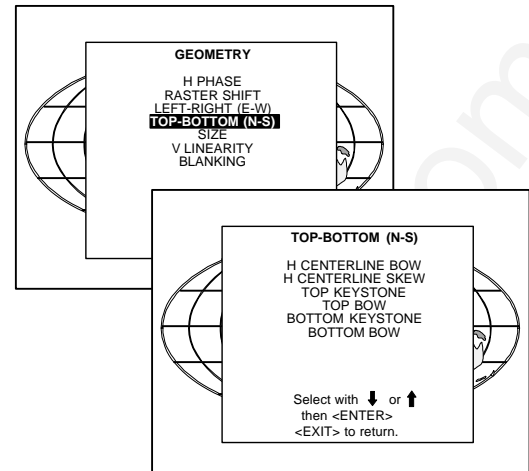 GEOMETRY
H PHASE
RASTER SHIFT
LEFT-RIGHT (E-W)
TOP-BOTTOM (N-S)
SIZE
V LINEARITY
BLANKING
TOP-BOTTOM (N-S)
H CENTERLINE BOW
H CENTERLINE SKEW
TOP KEYSTONE
TOP BOW
BOTTOM KEYSTONE
BOTTOM BOW
Select with ⬇ or ⬆
then <ENTER>
<EXIT> to return.